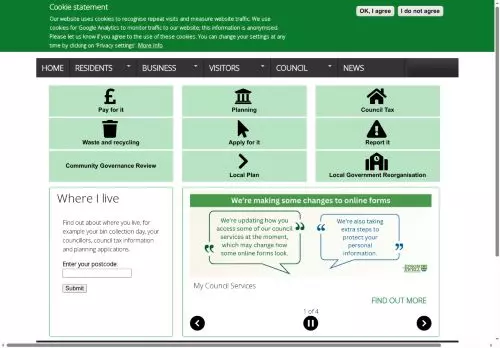 Cookie statement
Our website uses cookies to recognise repeat visits and measure website traffic. We use
cookies for Google Analytics to monitor traffic to our website; this information is anonymised.
Please let us know if you agree to the use of these cookies. You can change your settings at
any time by clicking on 'Privacy settings'. More info
OK, I agree
I do not agree
HOME
RESIDENTS
BUSINESS
VISITORS
COUNCIL
NEWS
Pay for it
Planning
Council Tax
Waste and recycling
Apply for it
Report it
Community Governance Review
Local Plan
Local Government Reorganisation
Where I live
Find out about where you live, for
example your bin collection day, your
councillors, council tax information
and planning applications.
Enter your postcode:
Submit
We're making some changes to online forms
We're updating how you
access some of our council
services at the moment,
which may change how
some online forms look.
We're also taking
extra steps to
protect your
personal
information.
My Council Services
FIND OUT MORE
1 of 4